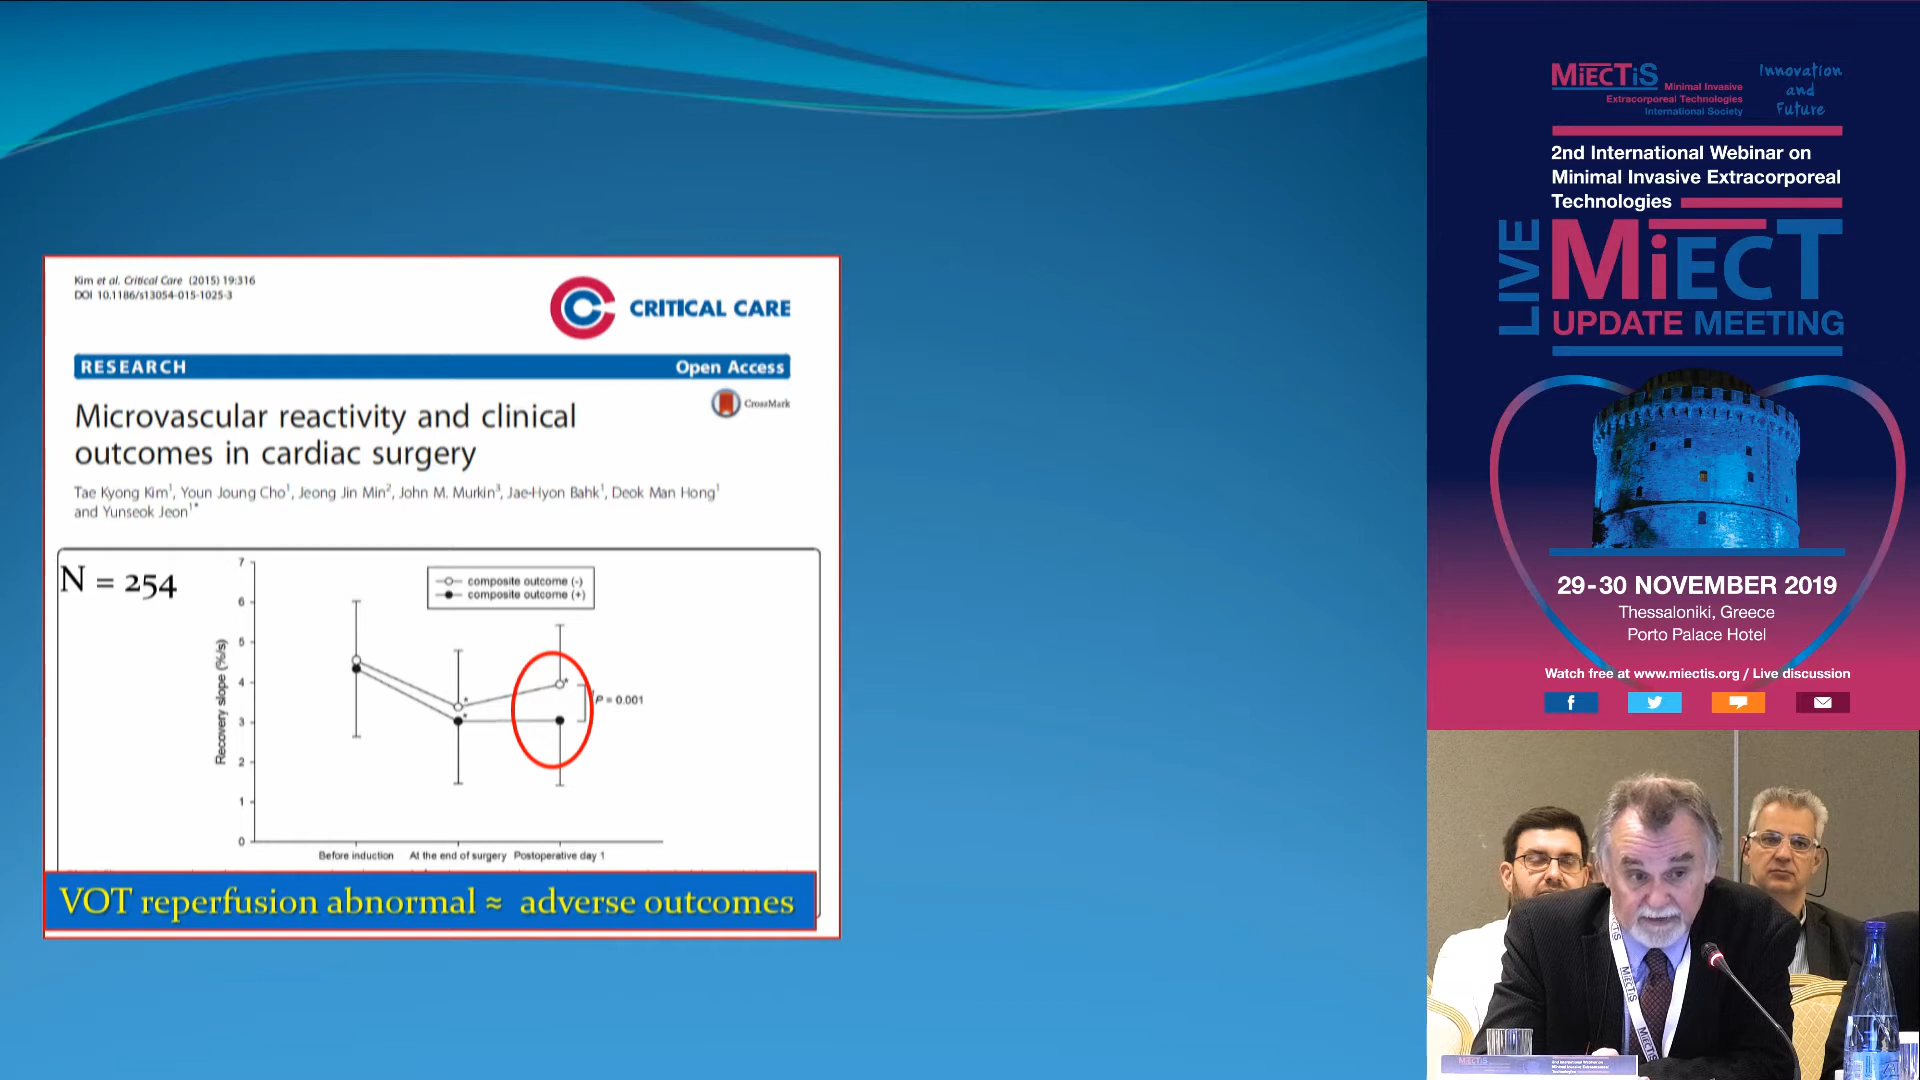 Kim et al. Critical Care (2015) 19:316
DOI 10.1186/s13054-015-1025-3
CRITICAL CARE
RESEARCH Open Access
CrossMark
Microvascular reactivity and clinical
outcomes in cardiac surgery
Tae Kyong Kim1, Youn Joung Cho1, Jeong Jin Min2, John M. Murkin3, Jae-Hyon Bahk1, Deok Man Hong1
and Yunseok Jeon1*
N = 254
composite outcome (-)
composite outcome (+)
Recovery slope (%/s)
7
6
5
4
3
2
1
0
*
*
*
P = 0.001
Before induction At the end of surgery Postoperative day 1
VOT reperfusion abnormal ≈ adverse outcomes
MiECTiS
Minimal Invasive
Extracorporeal Technologies
International Society
Innovation
and
Future
2nd International Webinar on
Minimal Invasive Extracorporeal
Technologies
LIVE
MiECT
UPDATE MEETING
29-30 NOVEMBER 2019
Thessaloniki, Greece
Porto Palace Hotel
Watch free at www.miectis.org / Live discussion
f
MiECTiS
MiECTiS